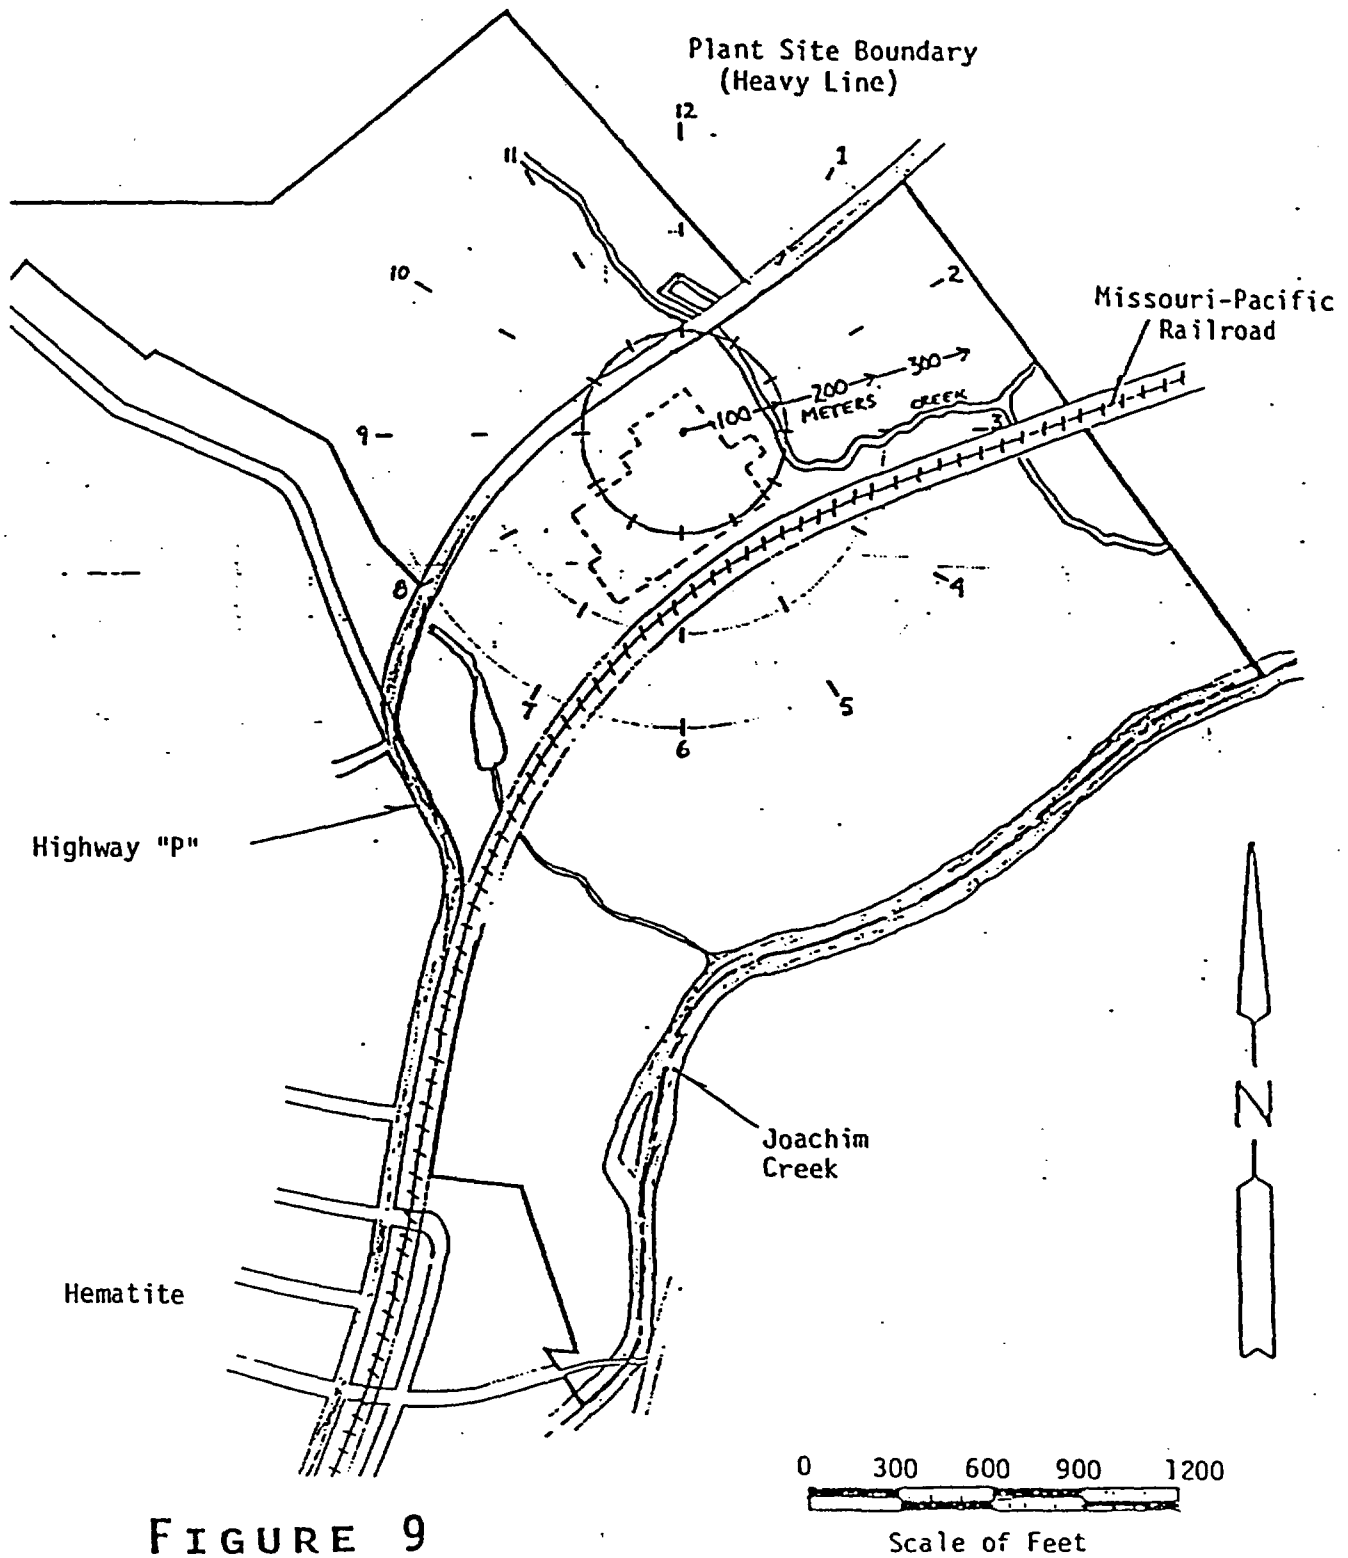 Plant Site Boundary
(Heavy Line)
12
11
1
10
2
Missouri-Pacific
Railroad
100 200 300
METERS CREEK
9
3
8
4
7
5
6
Highway "P"
N
Joachim
Creek
Hematite
0 300 600 900 1200
Scale of Feet
FIGURE 9